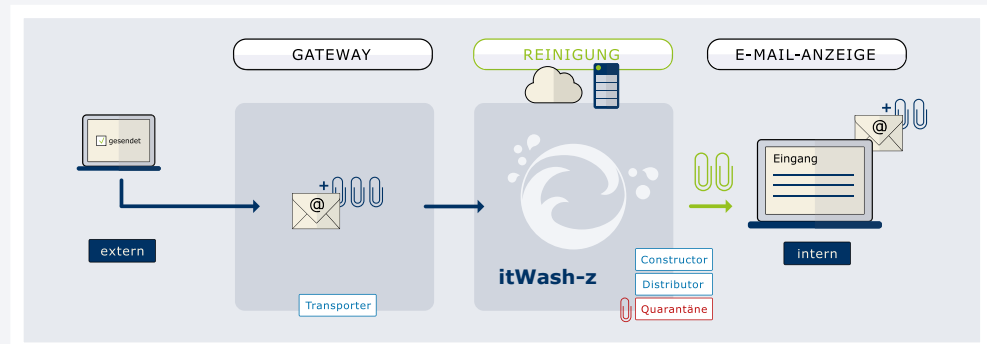 GATEWAY
REINIGUNG
E-MAIL-ANZEIGE
gesendet
@
+
@
+
Eingang
extern
intern
itWash-z
Constructor
Distributor
Quarantäne
Transporter